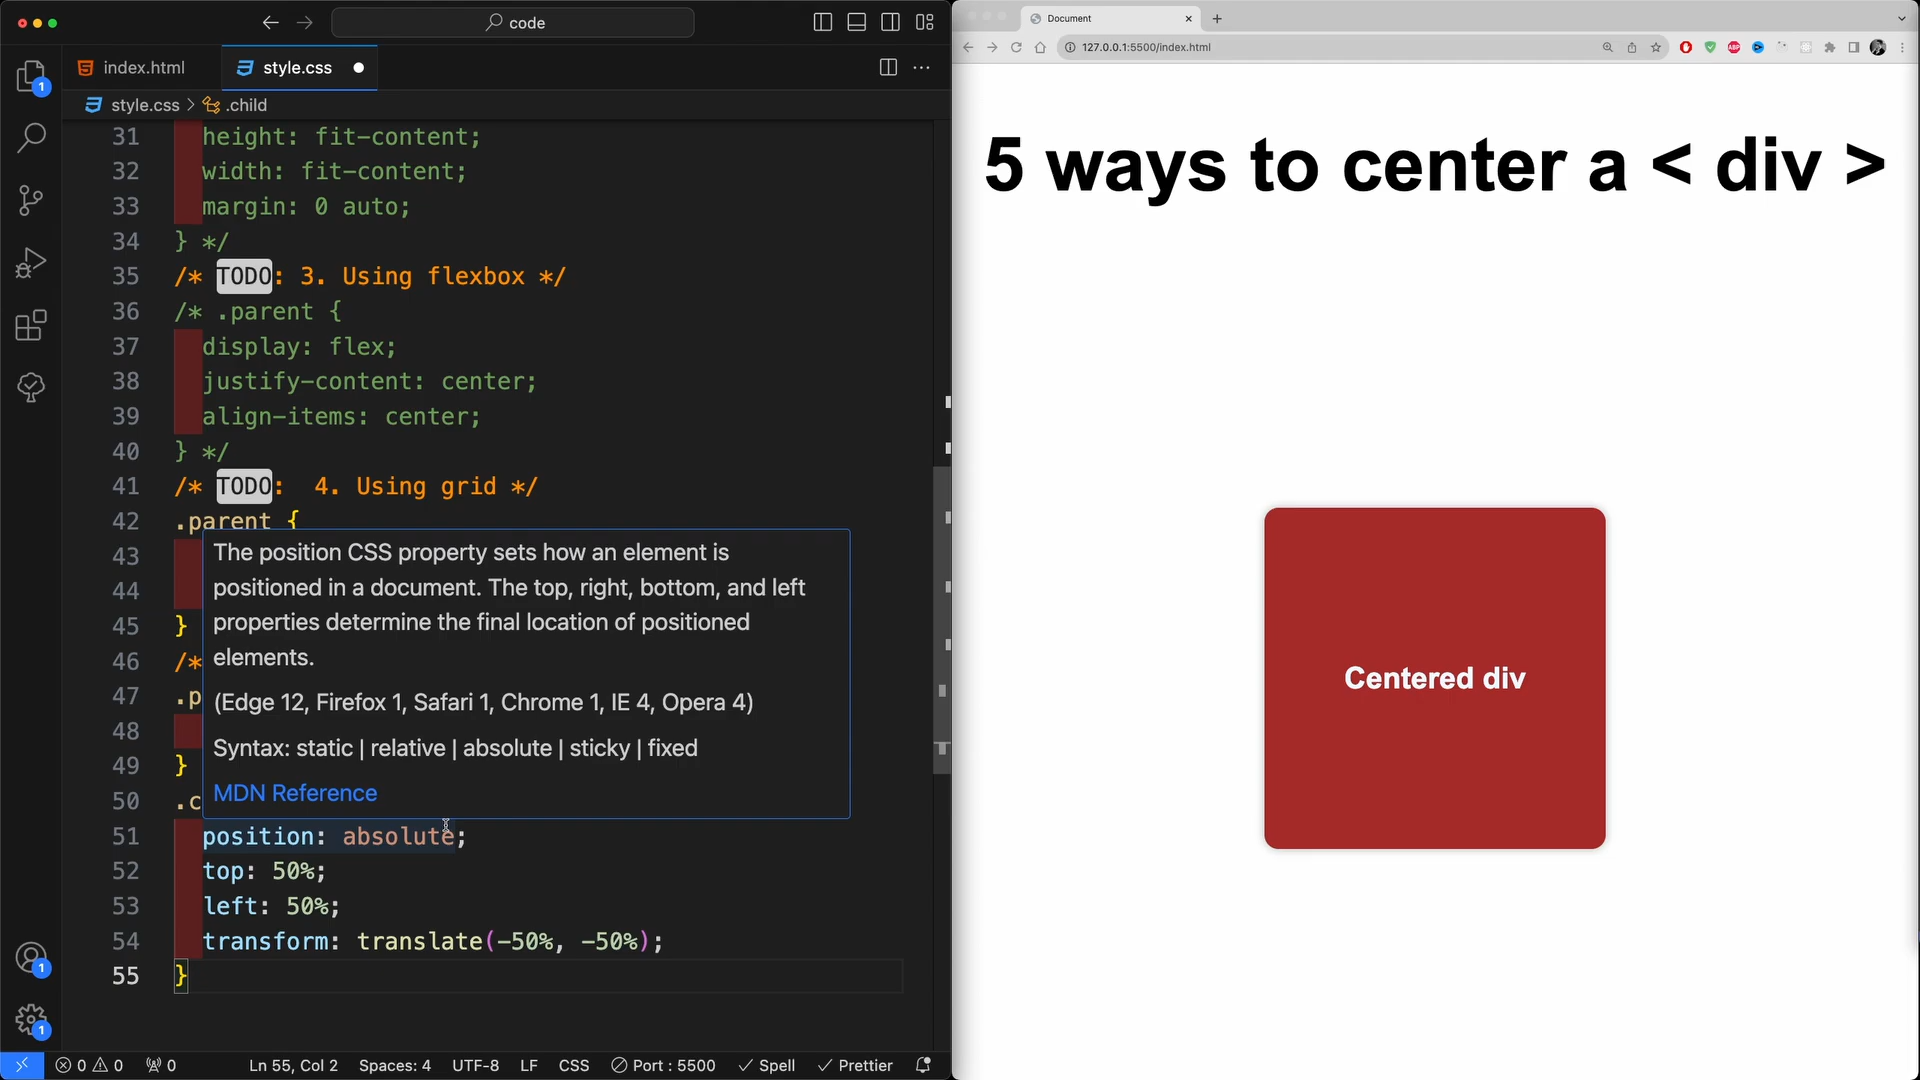 code
index.html
style.css
style.css > .child
31 height: fit-content;
32 width: fit-content;
33 margin: 0 auto;
34 } */
35 /* TODO: 3. Using flexbox */
36 /* .parent {
37 display: flex;
38 justify-content: center;
39 align-items: center;
40 } */
41 /* TODO:  4. Using grid */
42 .parent {
43
44
45 }
46 /*
47 .p
48
49 }
50 .c
The position CSS property sets how an element is
positioned in a document. The top, right, bottom, and left
properties determine the final location of positioned
elements.
(Edge 12, Firefox 1, Safari 1, Chrome 1, IE 4, Opera 4)
Syntax: static | relative | absolute | sticky | fixed
MDN Reference
51 position: absolute;
52 top: 50%;
53 left: 50%;
54 transform: translate(-50%, -50%);
55 }
1
1
1
0 0 0 Ln 55, Col 2 Spaces: 4 UTF-8 LF CSS Port : 5500 Spell Prettier
Document
127.0.0.1:5500/index.html
ABP
5 ways to center a < div >
Centered div